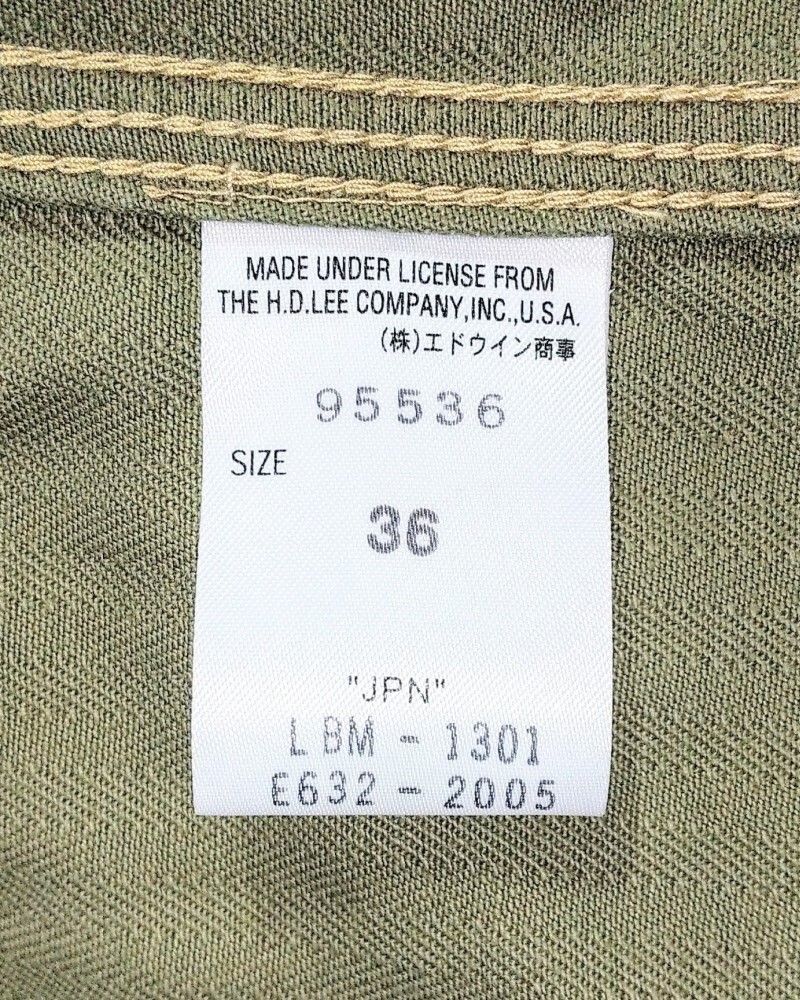 MADE UNDER LICENSE FROM
THE H.D.LEE COMPANY,INC.,U.S.A.
(株)エドウイン商事
95536
SIZE
36
"JPN"
LBM - 1301
E632 - 2005